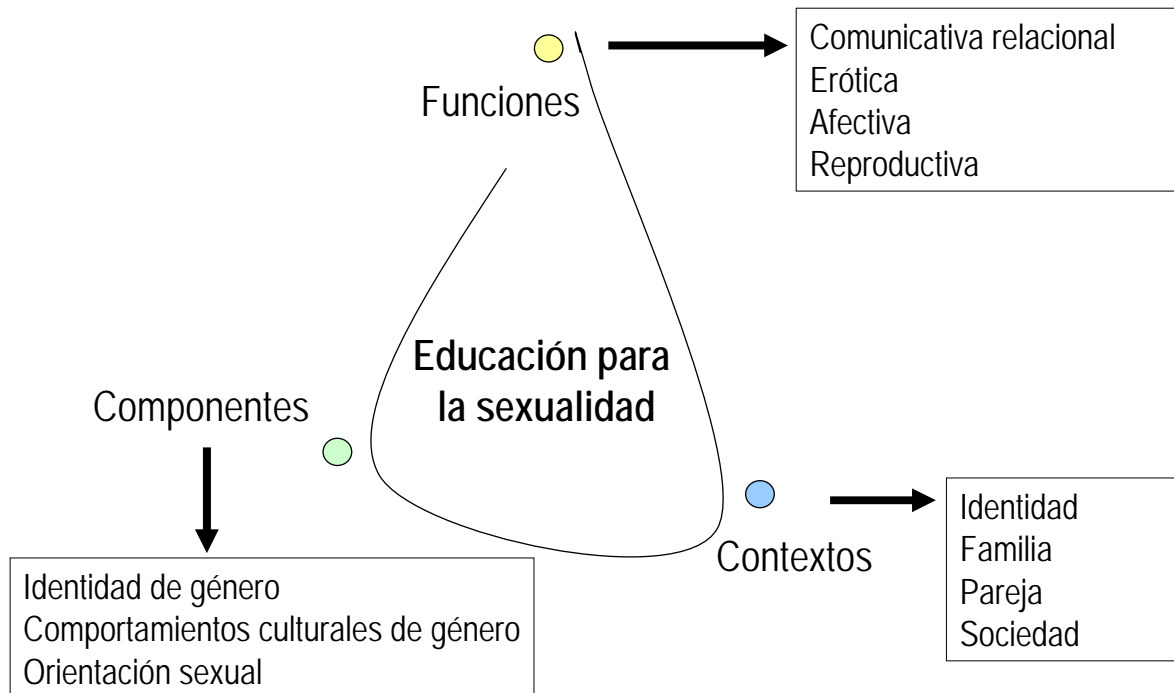 Funciones
Comunicativa relacional
Erótica
Afectiva
Reproductiva
Educación para
la sexualidad
Componentes
Identidad de género
Comportamientos culturales de género
Orientación sexual
Contextos
Identidad
Familia
Pareja
Sociedad